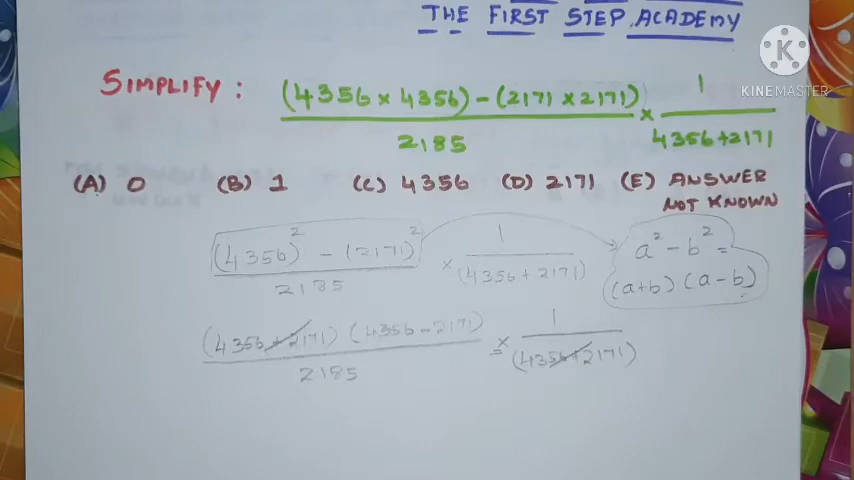 THE FIRST STEP ACADEMY
K
KINEMASTER
SIMPLIFY : (4356 x 4356) - (2171 x 2171) / 2185 x 1 / 4356+2171
(A) 0 (B) 1 (C) 4356 (D) 2171 (E) ANSWER NOT KNOWN
(4356)² - (2171)² / 2185 x 1 / (4356+2171)
a² - b² =
(a+b) (a-b)
(4356+2171) (4356-2171) / 2185 x 1 / (4356+2171)